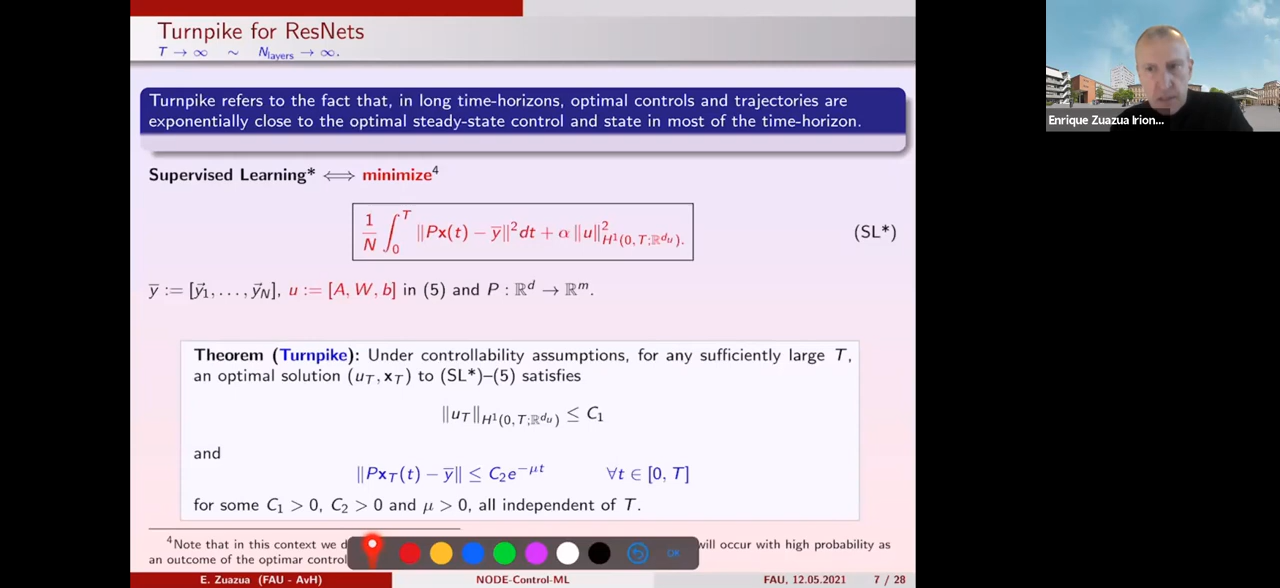 Turnpike for ResNets
T → ∞ ∼ N_layers → ∞.
Turnpike refers to the fact that, in long time-horizons, optimal controls and trajectories are
exponentially close to the optimal steady-state control and state in most of the time-horizon.
Supervised Learning* ⟺ minimize⁴
1/N ∫₀ᵀ ‖Px(t) − y̅‖² dt + α ‖u‖²_{H¹(0,T;ℝ^{d_u})}. (SL*)
y̅ := [y⃗₁, . . . , y⃗_N], u := [A, W, b] in (5) and P : ℝᵈ → ℝᵐ.
Theorem (Turnpike): Under controllability assumptions, for any sufficiently large T,
an optimal solution (u_T, x_T) to (SL*)–(5) satisfies
‖u_T‖_{H¹(0,T;ℝ^{d_u})} ≤ C₁
and
‖Px_T(t) − y̅‖ ≤ C₂e^{−μt} ∀t ∈ [0, T]
for some C₁ > 0, C₂ > 0 and μ > 0, all independent of T.
⁴Note that in this context we d will occur with high probability as
an outcome of the optimar control
OK
E. Zuazua (FAU - AvH) NODE-Control-ML FAU, 12.05.2021 7 / 28
Enrique Zuazua Irion...